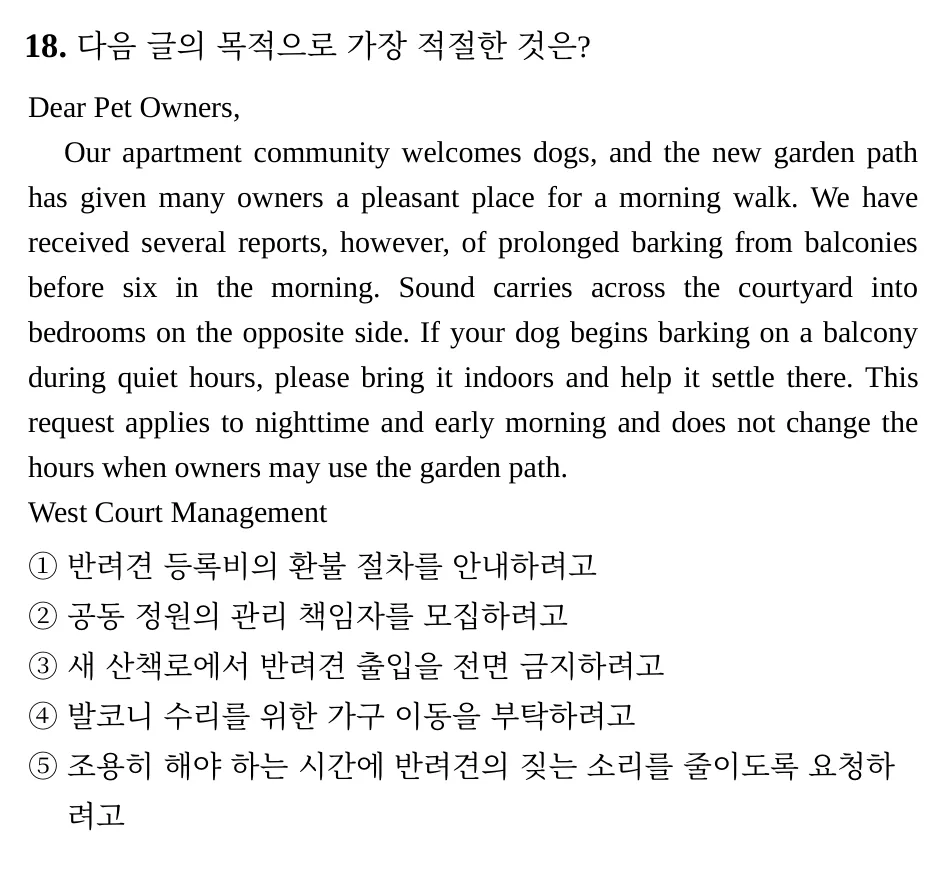 18. 다음 글의 목적으로 가장 적절한 것은?
Dear Pet Owners,
Our apartment community welcomes dogs, and the new garden path
has given many owners a pleasant place for a morning walk. We have
received several reports, however, of prolonged barking from balconies
before six in the morning. Sound carries across the courtyard into
bedrooms on the opposite side. If your dog begins barking on a balcony
during quiet hours, please bring it indoors and help it settle there. This
request applies to nighttime and early morning and does not change the
hours when owners may use the garden path.
West Court Management
① 반려견 등록비의 환불 절차를 안내하려고
② 공동 정원의 관리 책임자를 모집하려고
③ 새 산책로에서 반려견 출입을 전면 금지하려고
④ 발코니 수리를 위한 가구 이동을 부탁하려고
⑤ 조용히 해야 하는 시간에 반려견의 짖는 소리를 줄이도록 요청하
려고